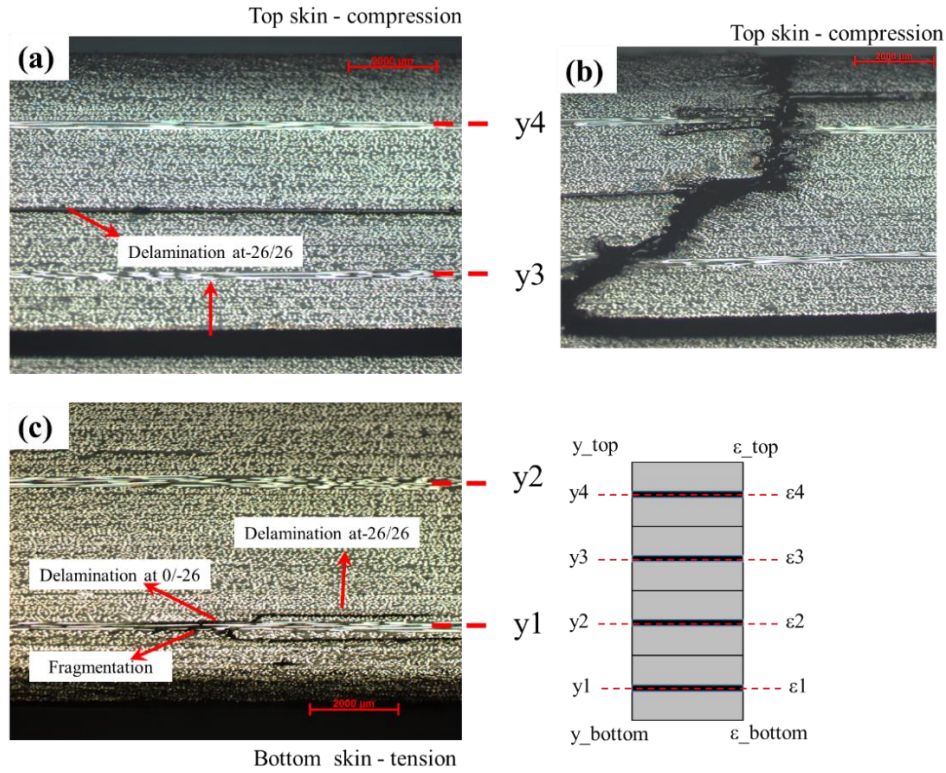 Top skin - compression
(a)
2000 μm
y4
Delamination at-26/26
y3
Top skin - compression
(b)
2000 μm
(c)
y2
Delamination at-26/26
Delamination at 0/-26
y1
Fragmentation
2000 μm
Bottom skin - tension
y_top ε_top
y4 ε4
y3 ε3
y2 ε2
y1 ε1
y_bottom ε_bottom